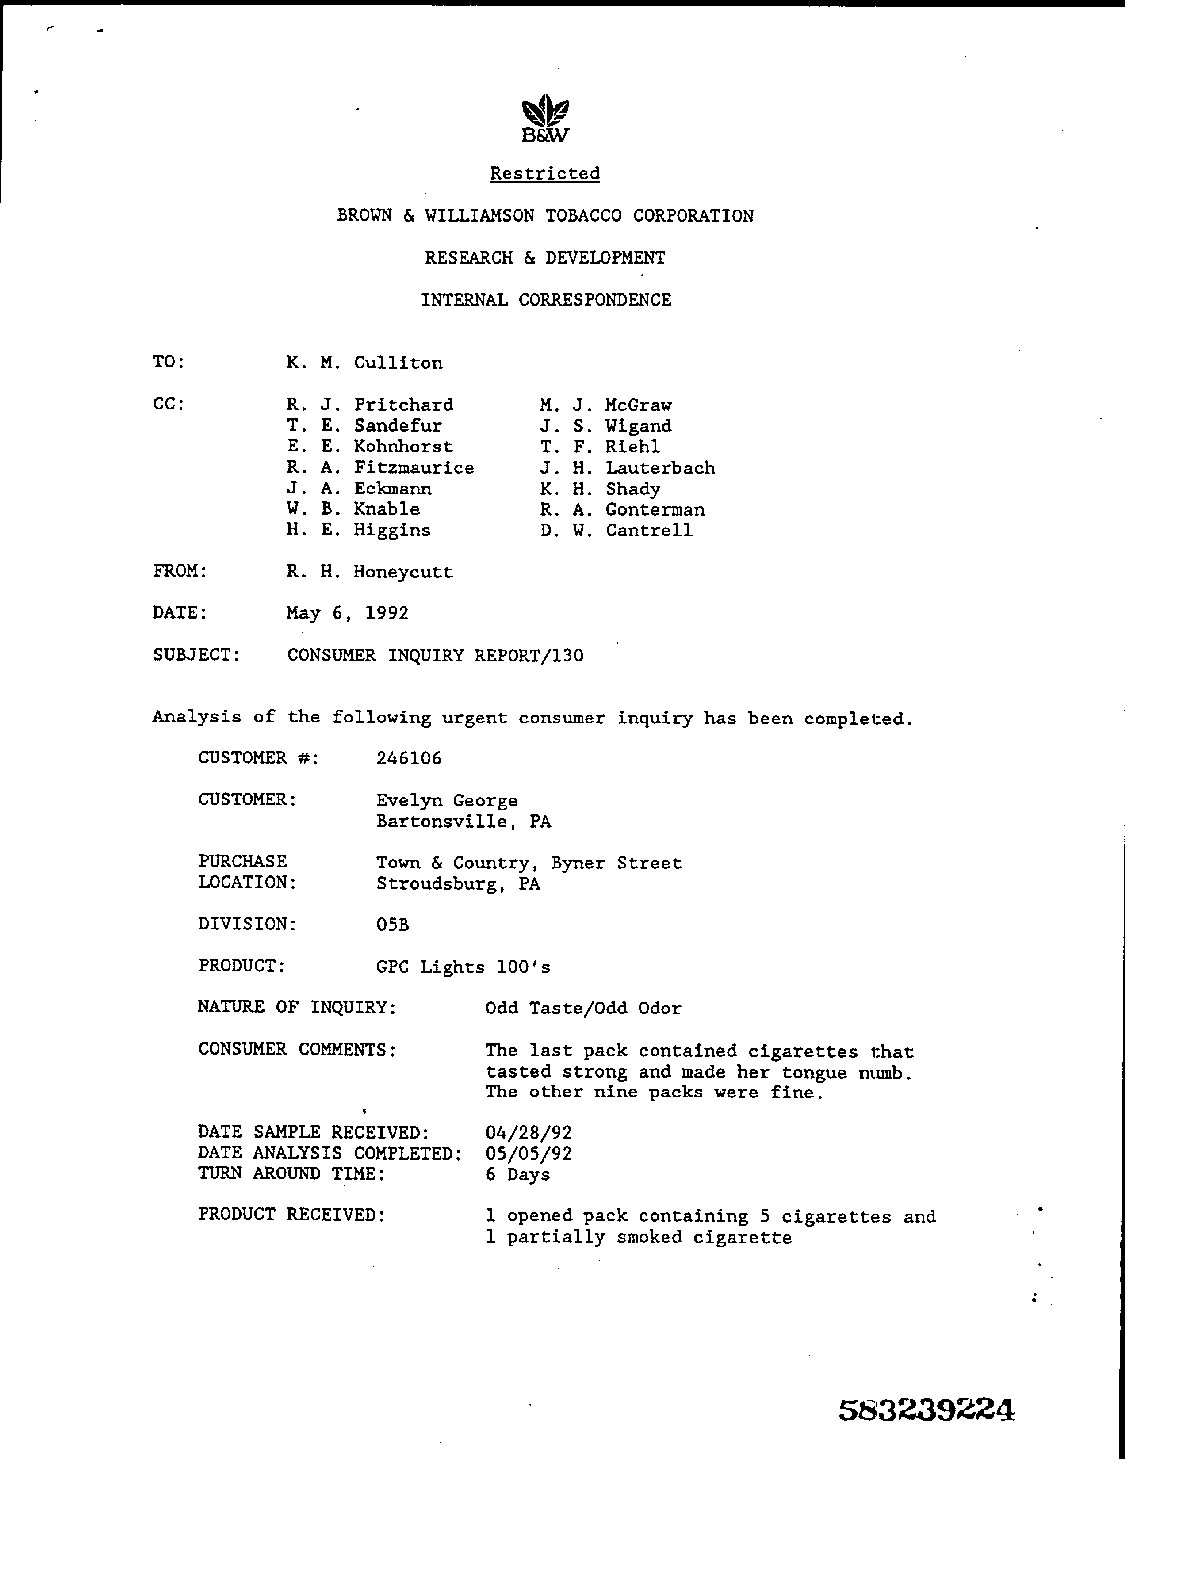 B&W
Restricted
BROWN & WILLIAMSON TOBACCO CORPORATION
RESEARCH & DEVELOPMENT
INTERNAL CORRESPONDENCE
TO: K. M. Culliton
CC: R. J. Pritchard M. J. McGraw
T. E. Sandefur J. S. Wigand
E. E. Kohnhorst T. F. Riehl
R. A. Fitzmaurice J. H. Lauterbach
J. A. Eckmann K. H. Shady
W. B. Knable R. A. Gonterman
H. E. Higgins D. W. Cantrell
FROM: R. H. Honeycutt
DATE: May 6, 1992
SUBJECT: CONSUMER INQUIRY REPORT/130
Analysis of the following urgent consumer inquiry has been completed.
CUSTOMER #: 246106
CUSTOMER: Evelyn George
Bartonsville, PA
PURCHASE Town & Country, Byner Street
LOCATION: Stroudsburg, PA
DIVISION: 05B
PRODUCT: GPC Lights 100's
NATURE OF INQUIRY: Odd Taste/Odd Odor
CONSUMER COMMENTS: The last pack contained cigarettes that
tasted strong and made her tongue numb.
The other nine packs were fine.
DATE SAMPLE RECEIVED: 04/28/92
DATE ANALYSIS COMPLETED: 05/05/92
TURN AROUND TIME: 6 Days
PRODUCT RECEIVED: 1 opened pack containing 5 cigarettes and
1 partially smoked cigarette
583239224